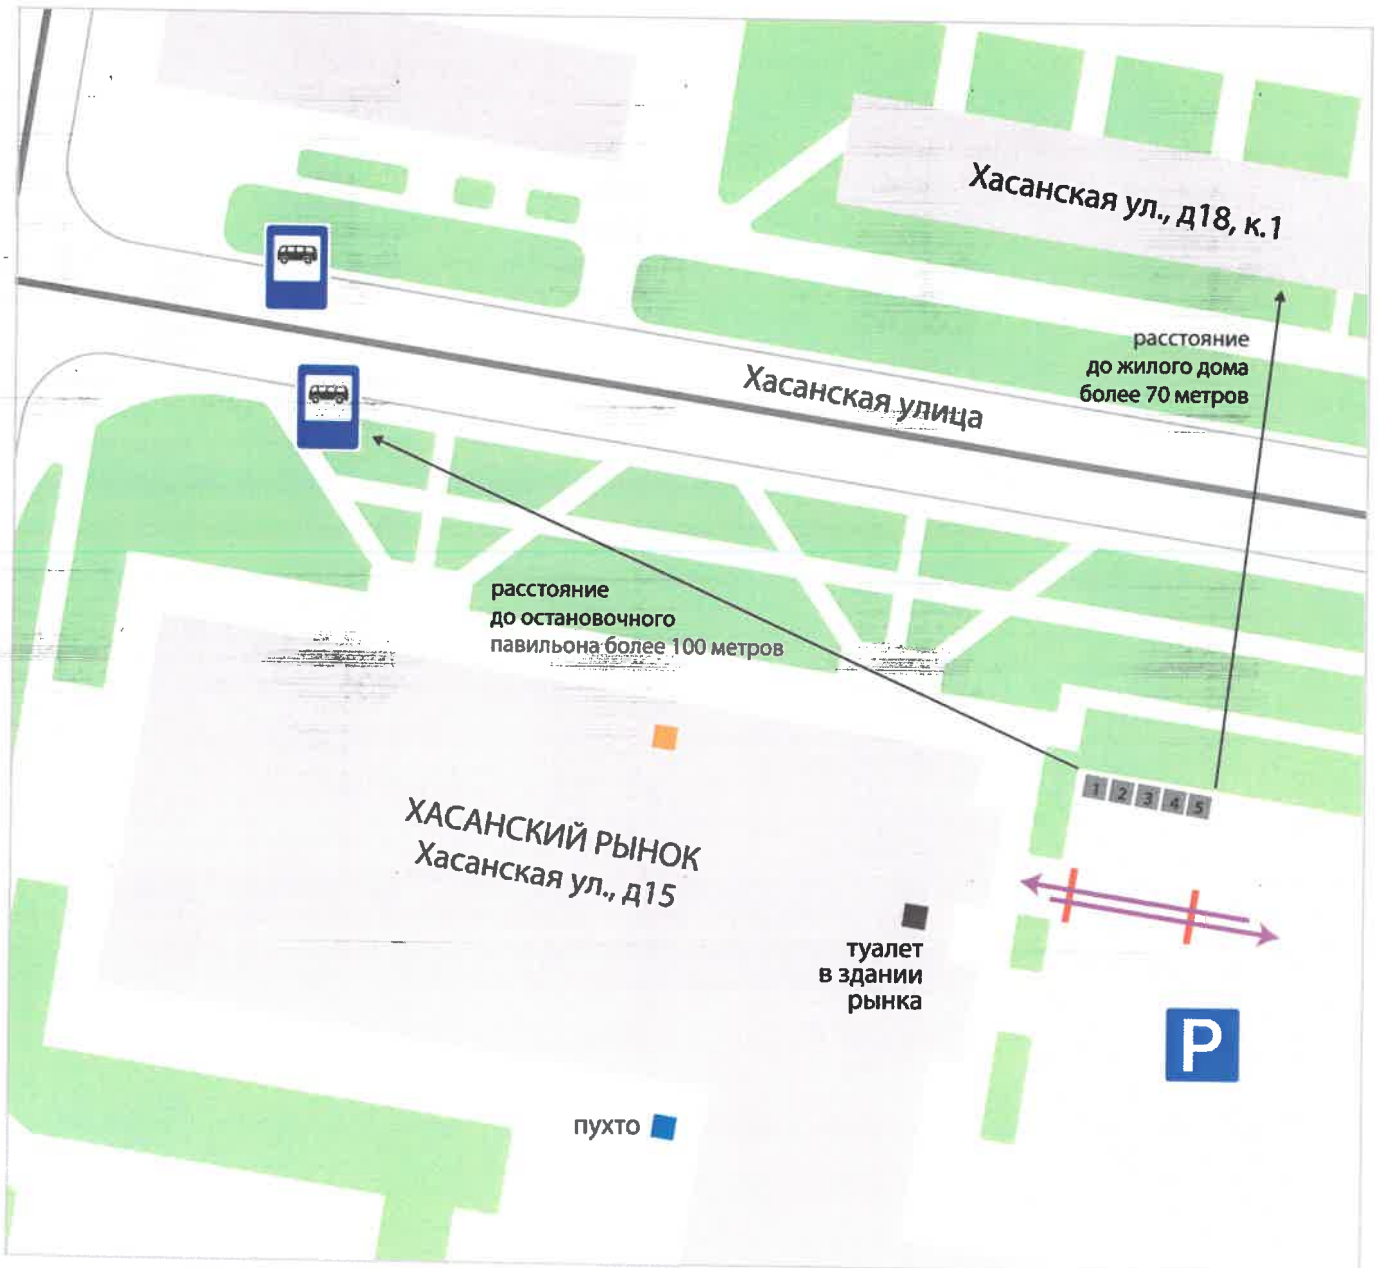 Хасанская ул., д18, к.1
расстояние
до жилого дома
более 70 метров
Хасанская улица
расстояние
до остановочного
павильона более 100 метров
1 2 3 4 5
ХАСАНСКИЙ РЫНОК
Хасанская ул., д15
туалет
в здании
рынка
P
пухто